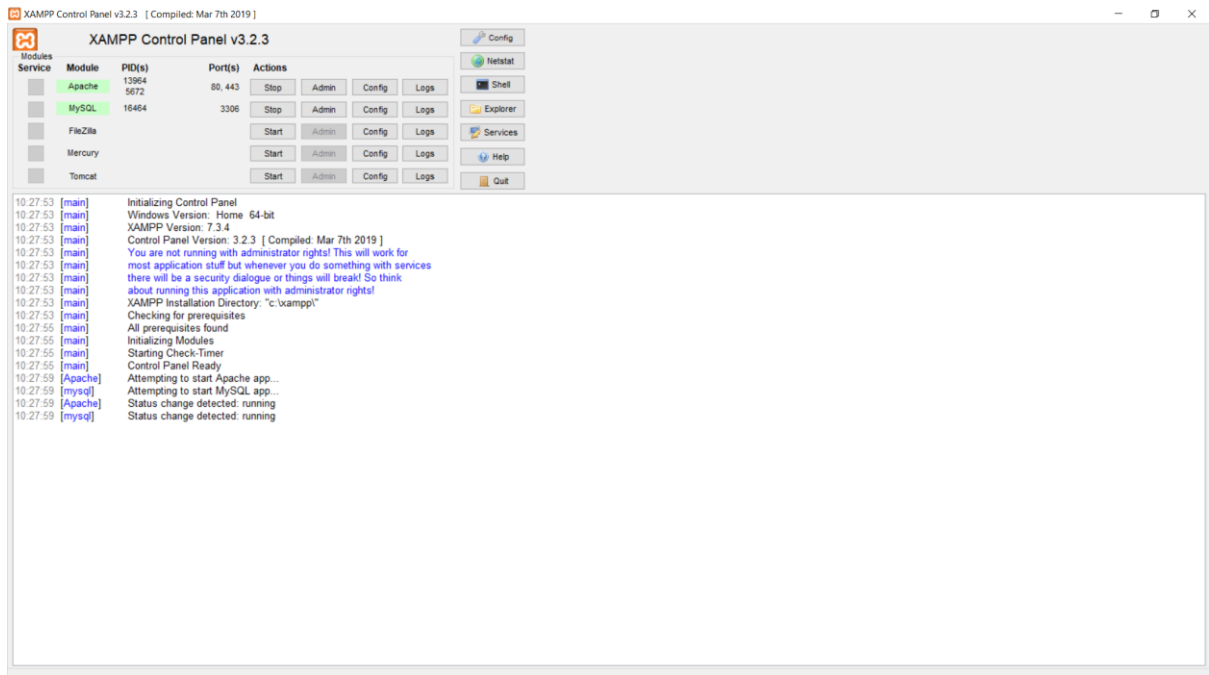 XAMPP Control Panel v3.2.3 [ Compiled: Mar 7th 2019 ]
XAMPP Control Panel v3.2.3
Config
Modules
Service Module PID(s) Port(s) Actions
Netstat
Apache 13964 5672 80, 443 Stop Admin Config Logs
Shell
MySQL 16464 3306 Stop Admin Config Logs
Explorer
FileZilla Start Admin Config Logs
Services
Mercury Start Admin Config Logs
Help
Tomcat Start Admin Config Logs
Quit
10:27:53 [main] Initializing Control Panel
10:27:53 [main] Windows Version: Home 64-bit
10:27:53 [main] XAMPP Version: 7.3.4
10:27:53 [main] Control Panel Version: 3.2.3 [ Compiled: Mar 7th 2019 ]
10:27:53 [main] You are not running with administrator rights! This will work for
10:27:53 [main] most application stuff but whenever you do something with services
10:27:53 [main] there will be a security dialogue or things will break! So think
10:27:53 [main] about running this application with administrator rights!
10:27:53 [main] XAMPP Installation Directory: "c:\xampp\"
10:27:53 [main] Checking for prerequisites
10:27:55 [main] All prerequisites found
10:27:55 [main] Initializing Modules
10:27:55 [main] Starting Check-Timer
10:27:55 [main] Control Panel Ready
10:27:59 [Apache] Attempting to start Apache app...
10:27:59 [mysql] Attempting to start MySQL app...
10:27:59 [Apache] Status change detected: running
10:27:59 [mysql] Status change detected: running